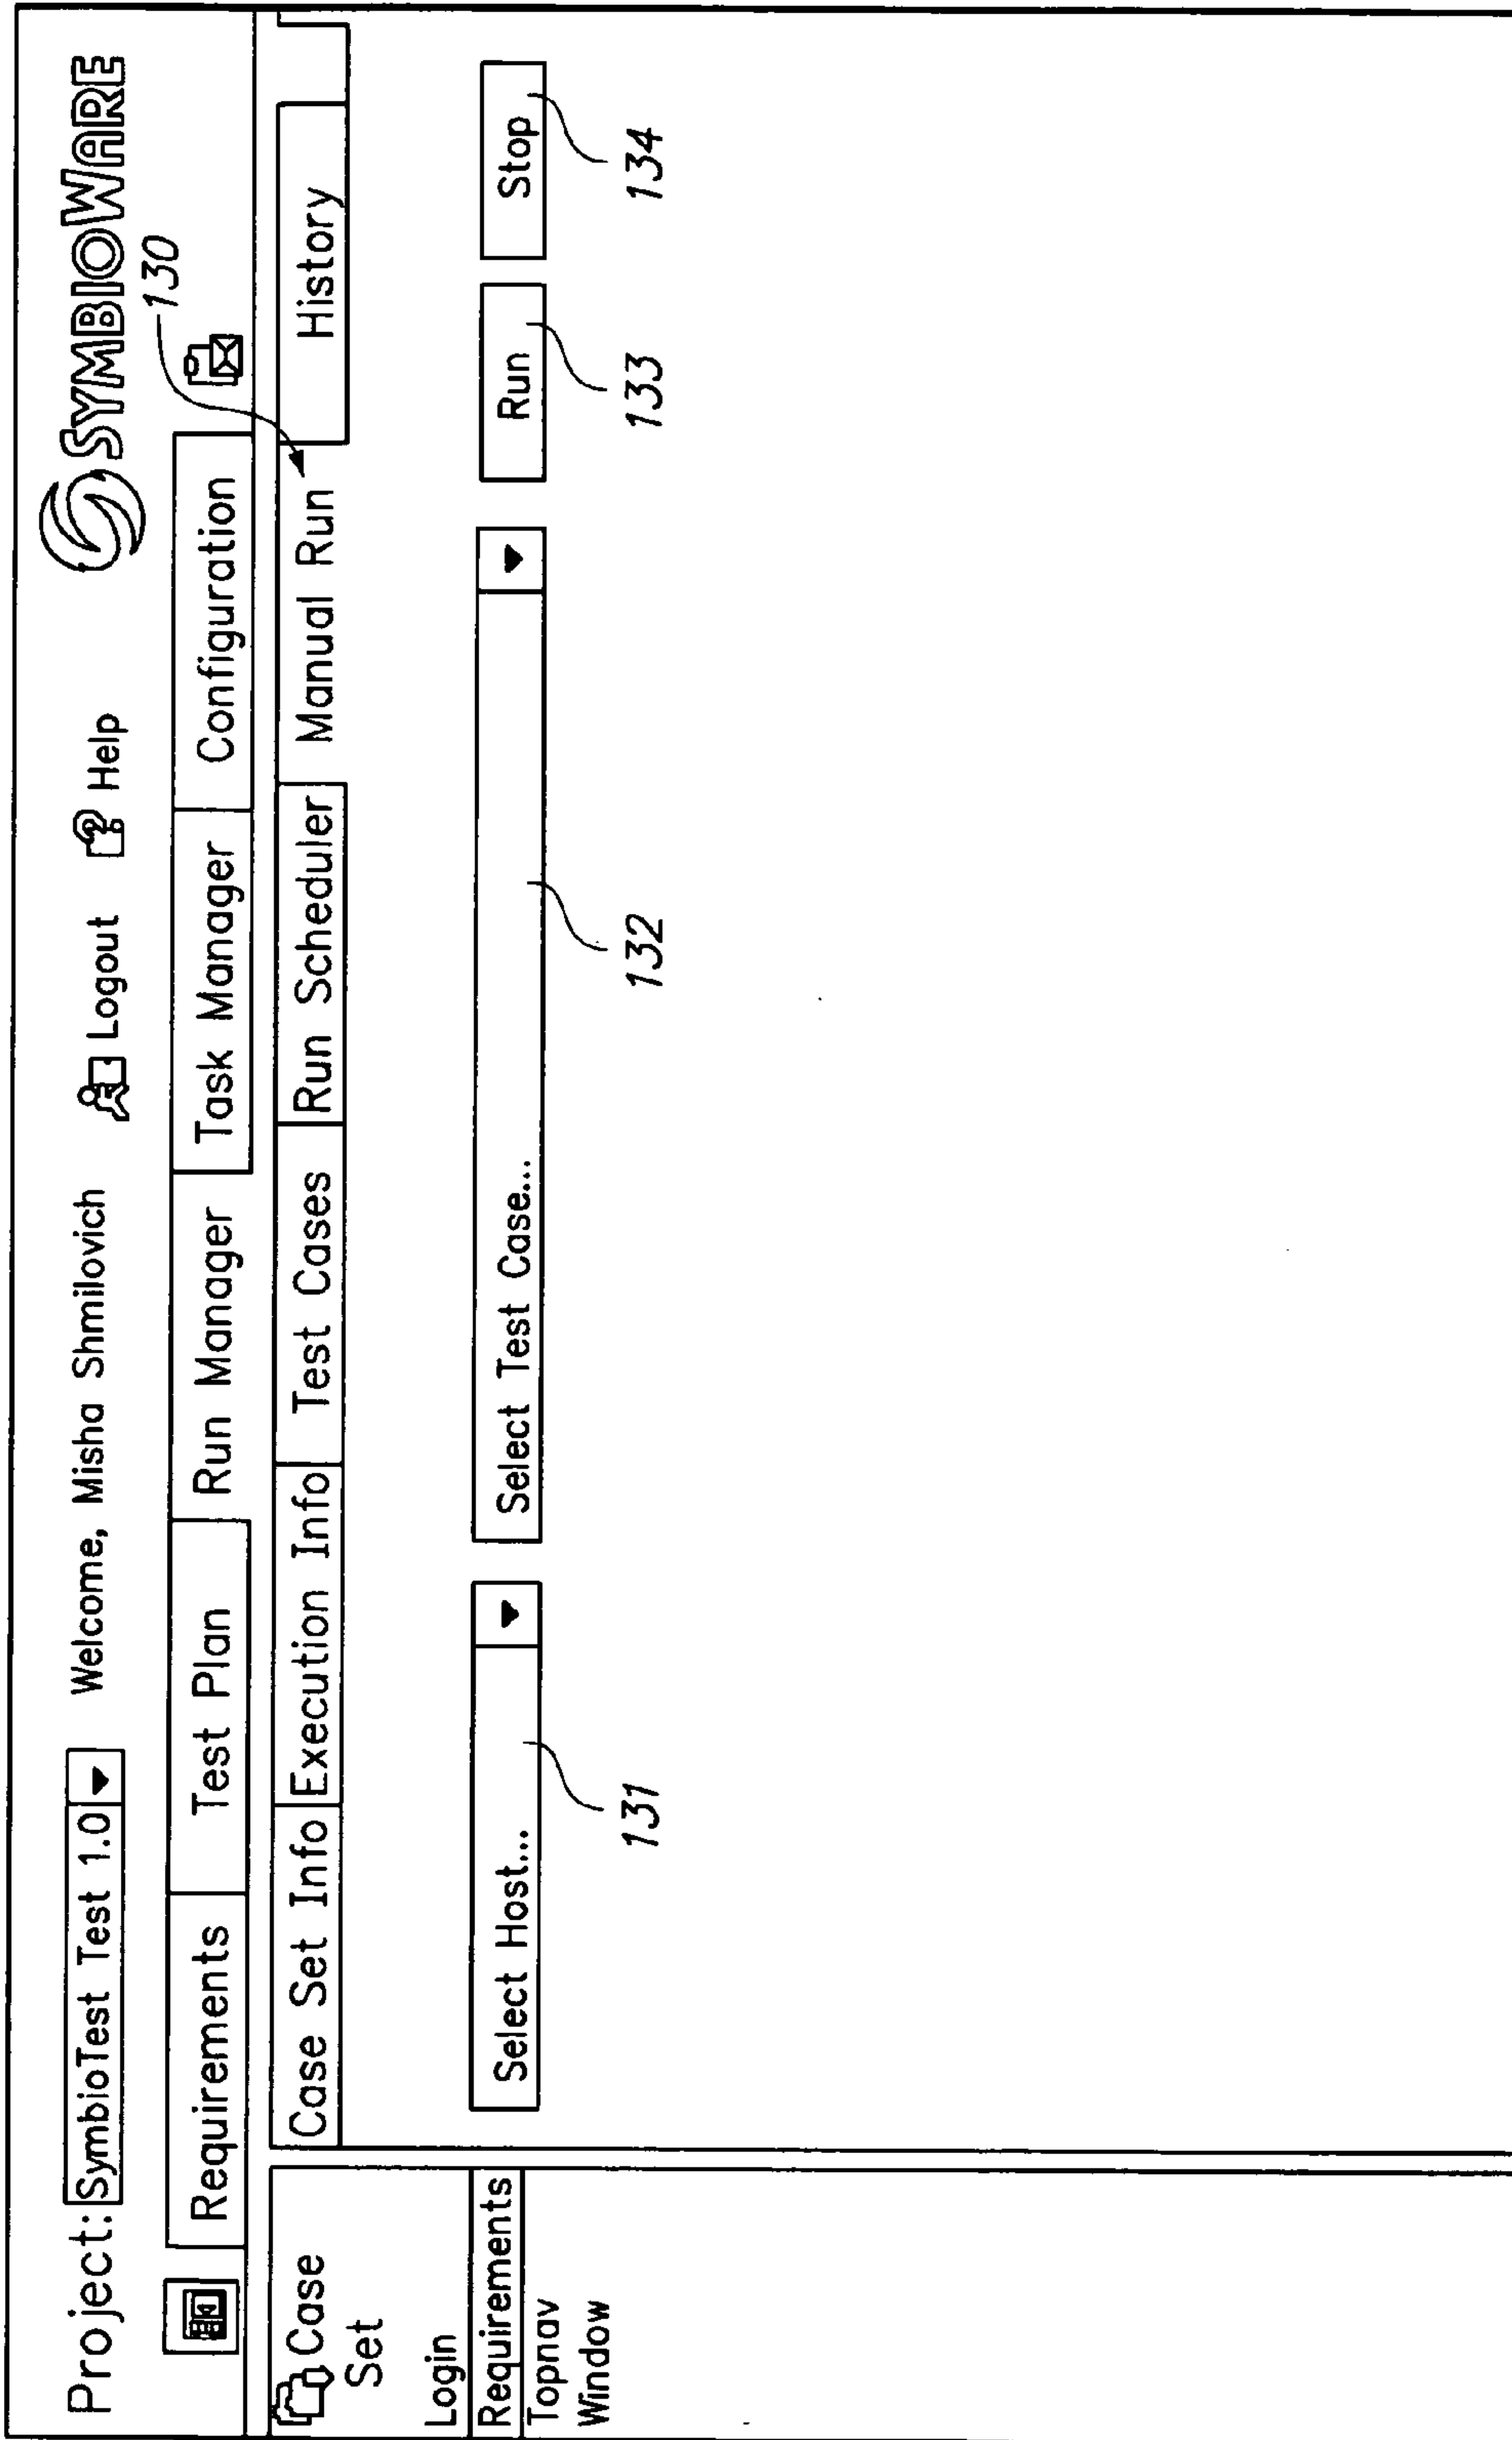 Project: SymbioTest Test 1.0 Welcome, Misha Shmilovich Logout Help SYMBIOWARE
130
Requirements Test Plan Run Manager Task Manager Configuration
Case Set Info Execution Info Test Cases Run Scheduler Manual Run History
Case
Set
Login
Requirements
Topnav
Window
Select Host... Select Test Case... Run Stop
131 132 133 134